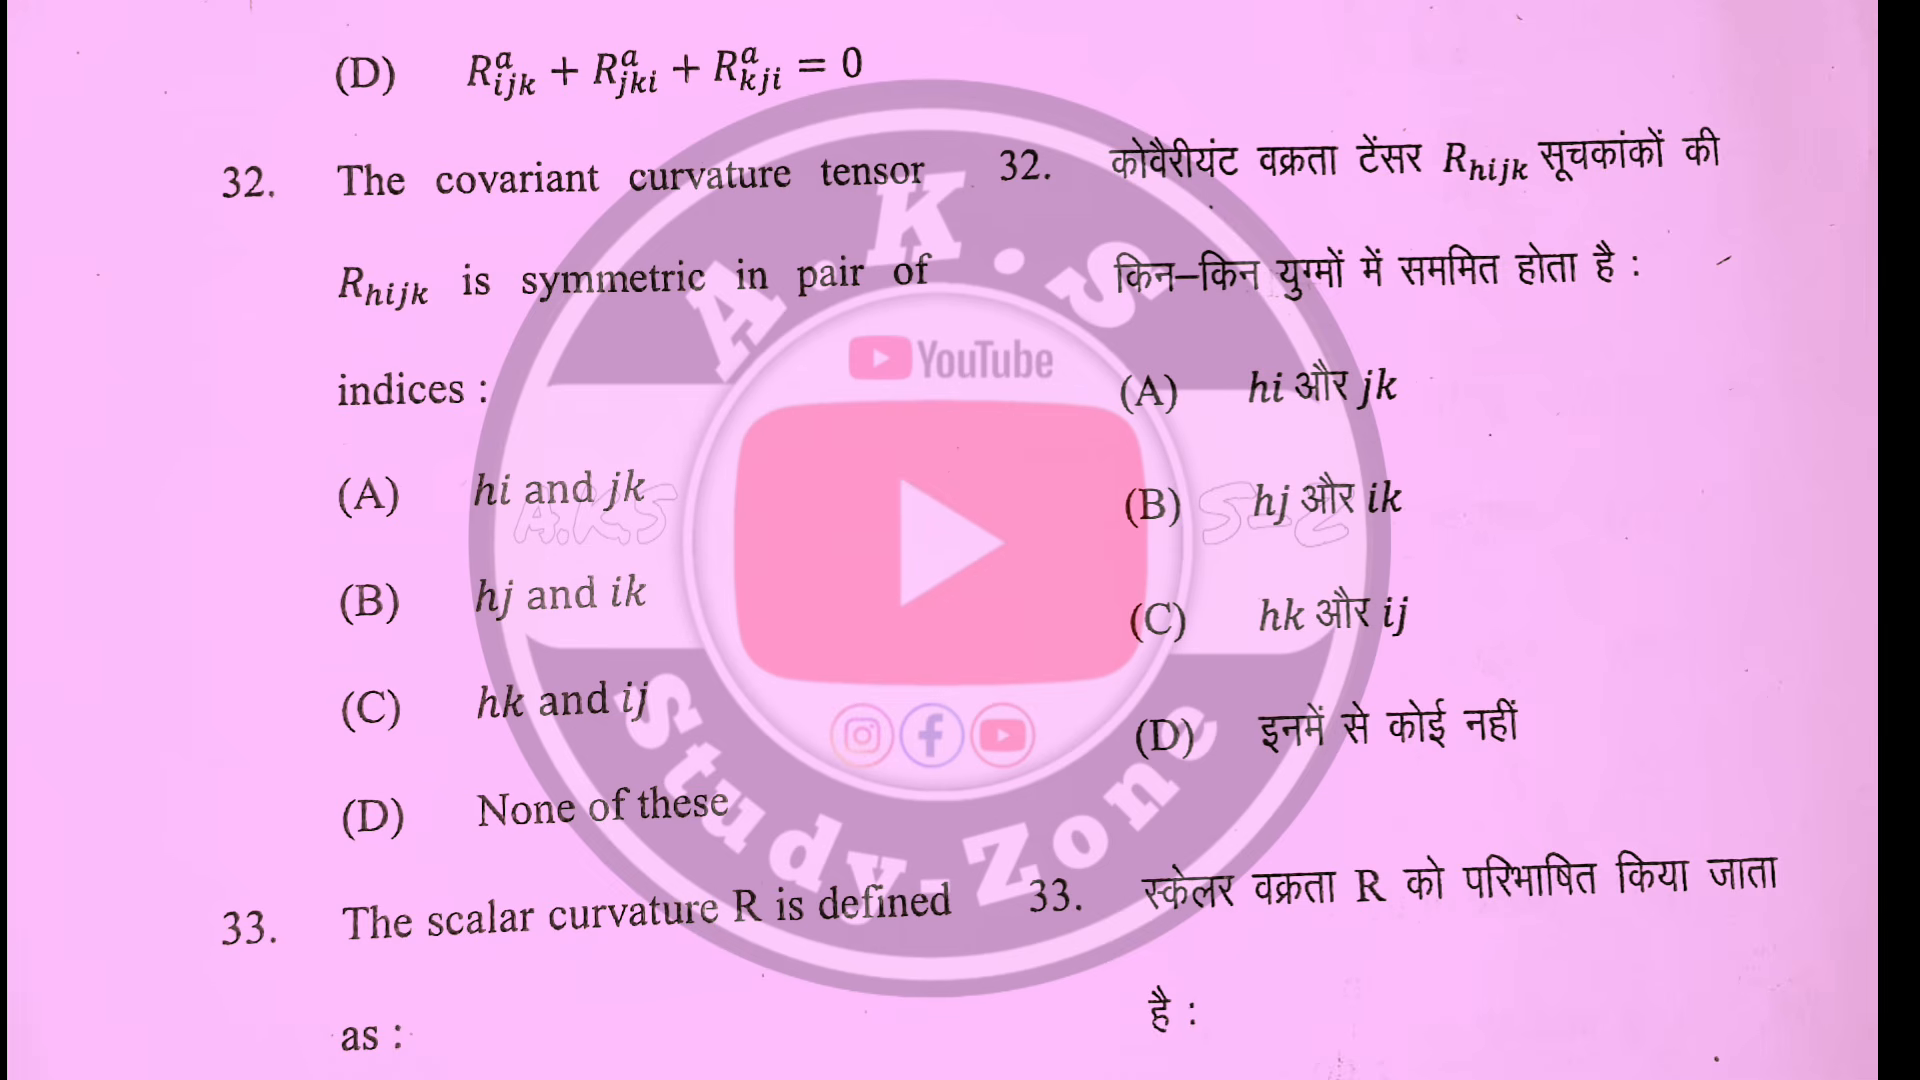 (D) R^a_{ijk} + R^a_{jki} + R^a_{kji} = 0
32. The covariant curvature tensor
R_{hijk} is symmetric in pair of
indices :
(A) hi and jk
(B) hj and ik
(C) hk and ij
(D) None of these
33. The scalar curvature R is defined
as :
32. कोवैरीयंट वक्रता टेंसर R_{hijk} सूचकांकों की
किन–किन युग्मों में सममित होता है :
(A) hi और jk
(B) hj और ik
(C) hk और ij
(D) इनमें से कोई नहीं
33. स्केलर वक्रता R को परिभाषित किया जाता
है :
A.K.S
YouTube
A.K.S
S-Z
Study-Zone